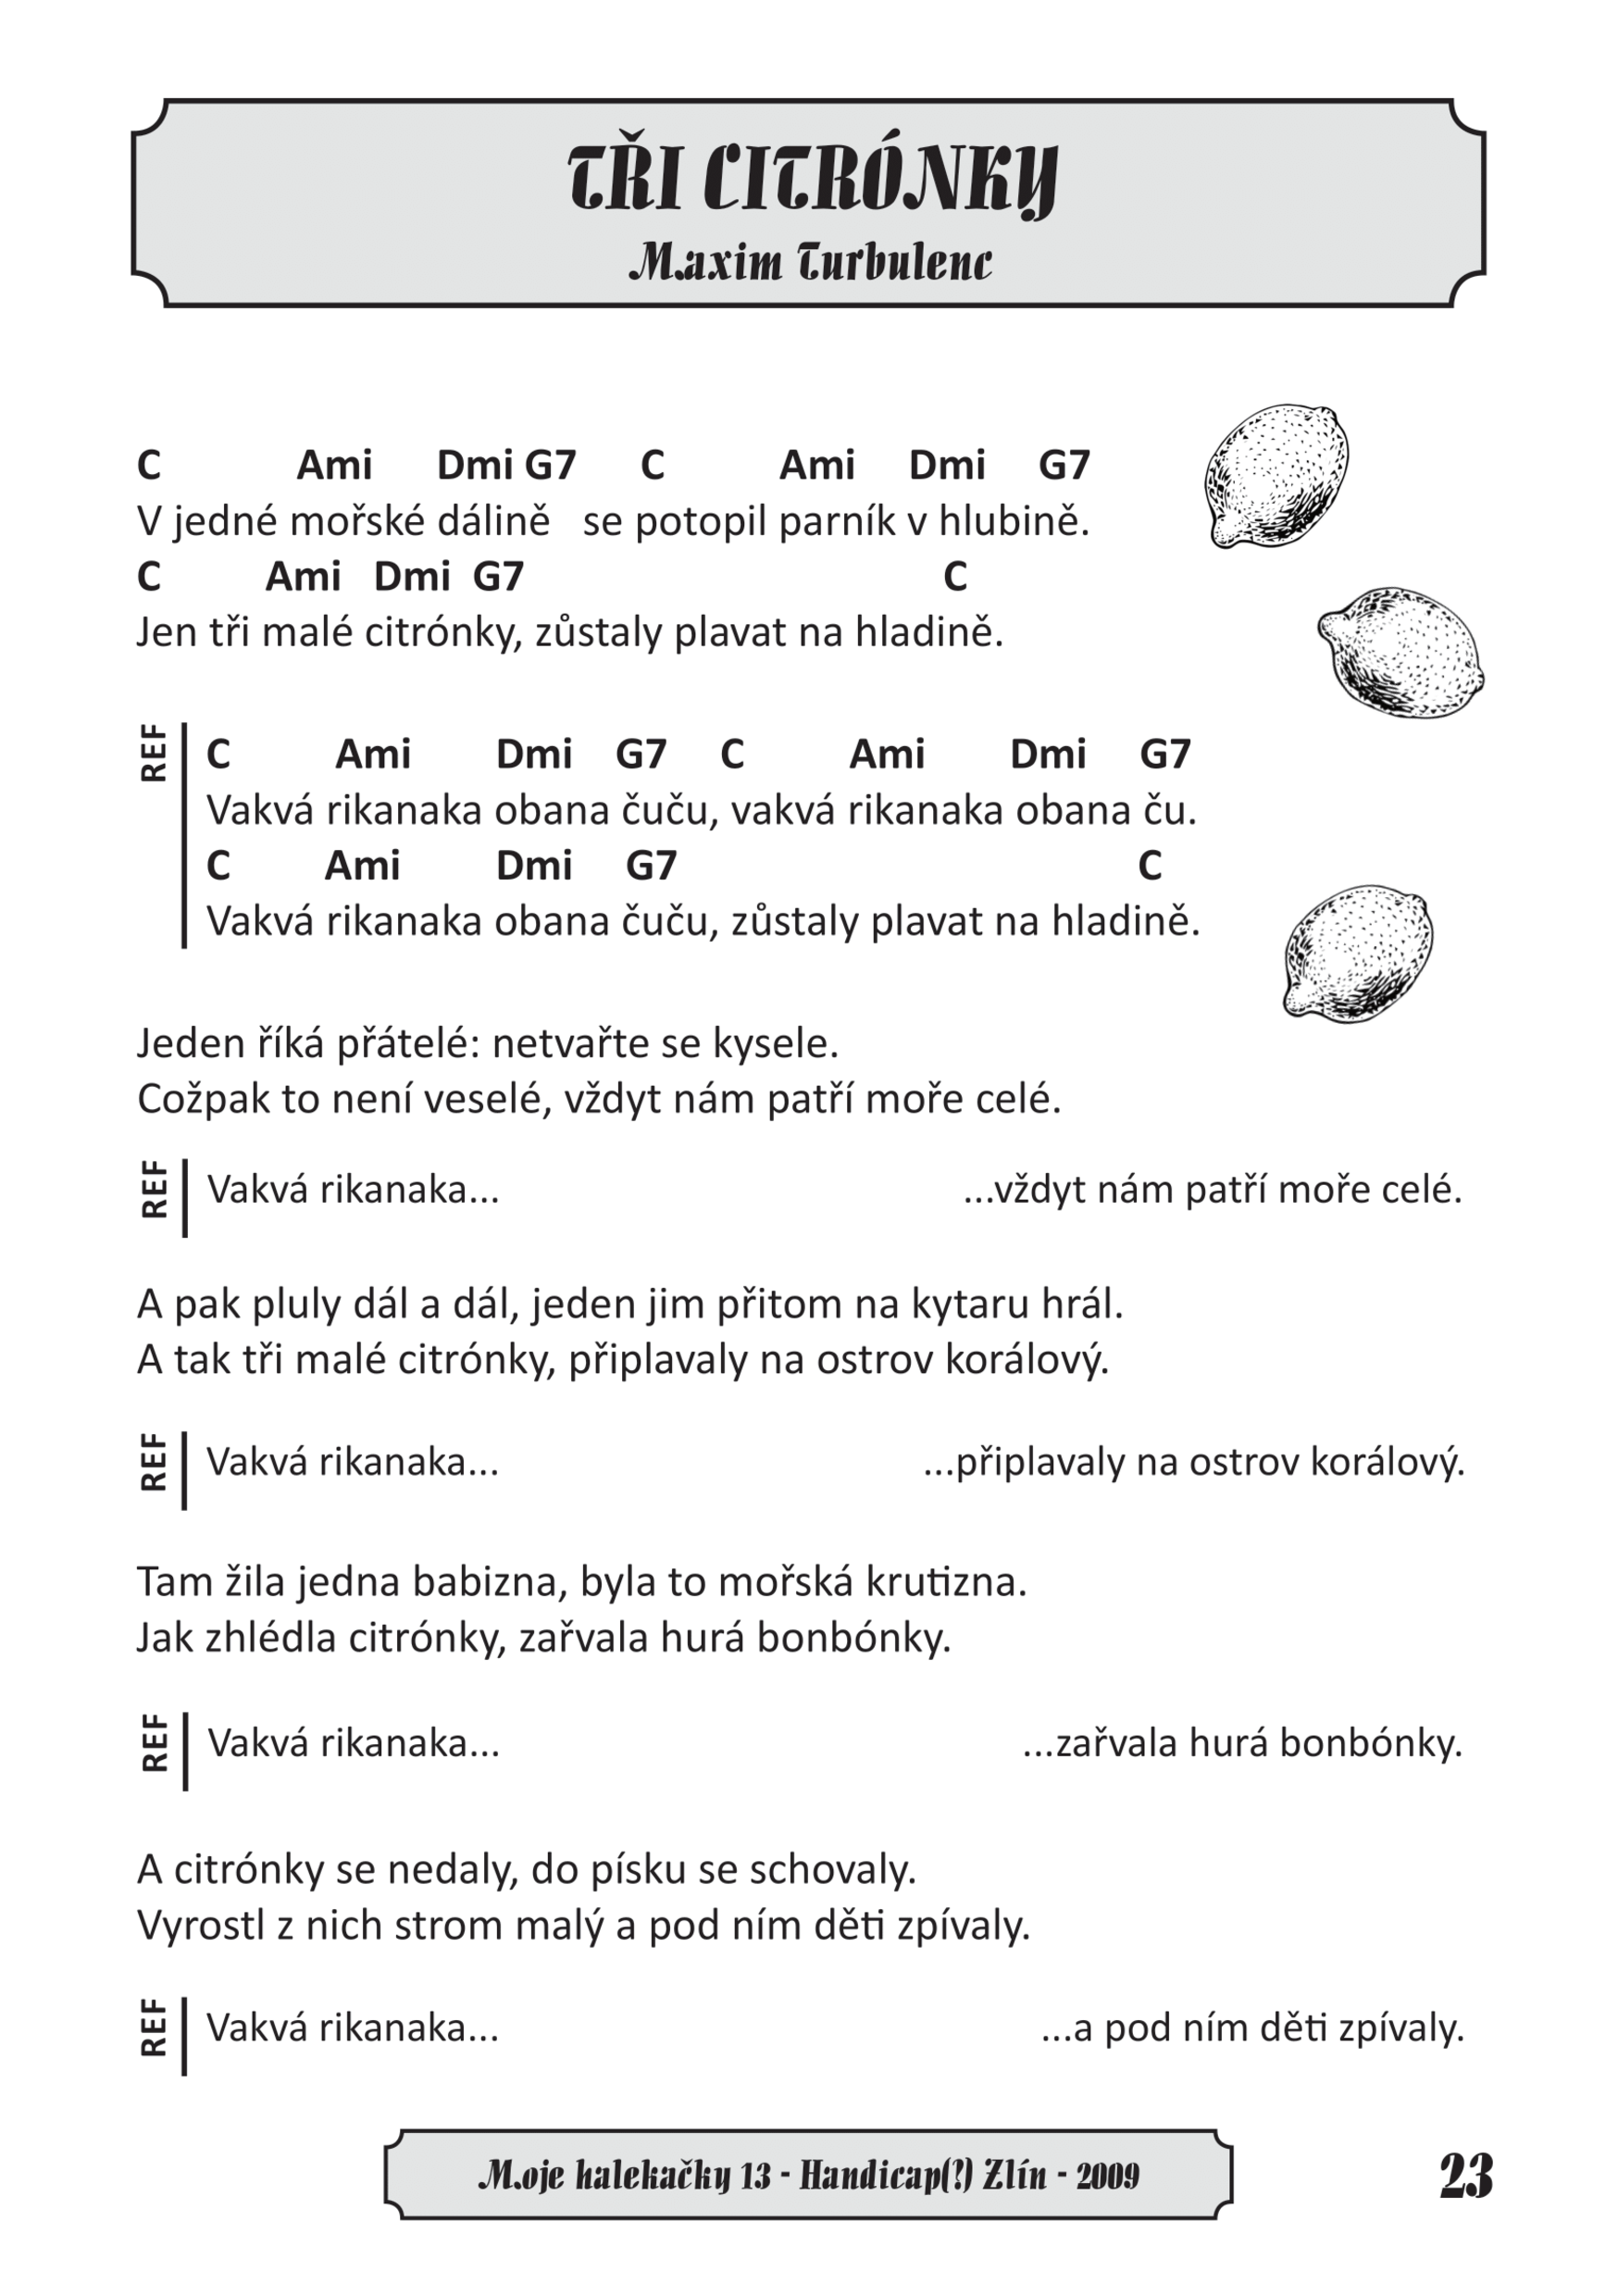 TŘI CITRÓNKY
Maxim Turbulenc
C Ami Dmi G7 C Ami Dmi G7
V jedné mořské dálině se potopil parník v hlubině.
C Ami Dmi G7 C
Jen tři malé citrónky, zůstaly plavat na hladině.
REF
C Ami Dmi G7 C Ami Dmi G7
Vakvá rikanaka obana čuču, vakvá rikanaka obana ču.
C Ami Dmi G7 C
Vakvá rikanaka obana čuču, zůstaly plavat na hladině.
Jeden říká přátelé: netvařte se kysele.
Cožpak to není veselé, vždyt nám patří moře celé.
REF Vakvá rikanaka... ...vždyt nám patří moře celé.
A pak pluly dál a dál, jeden jim přitom na kytaru hrál.
A tak tři malé citrónky, připlavaly na ostrov korálový.
REF Vakvá rikanaka... ...připlavaly na ostrov korálový.
Tam žila jedna babizna, byla to mořská krutizna.
Jak zhlédla citrónky, zařvala hurá bonbónky.
REF Vakvá rikanaka... ...zařvala hurá bonbónky.
A citrónky se nedaly, do písku se schovaly.
Vyrostl z nich strom malý a pod ním děti zpívaly.
REF Vakvá rikanaka... ...a pod ním děti zpívaly.
Moje halekačky 13 - Handicap(?) Zlín - 2009
23